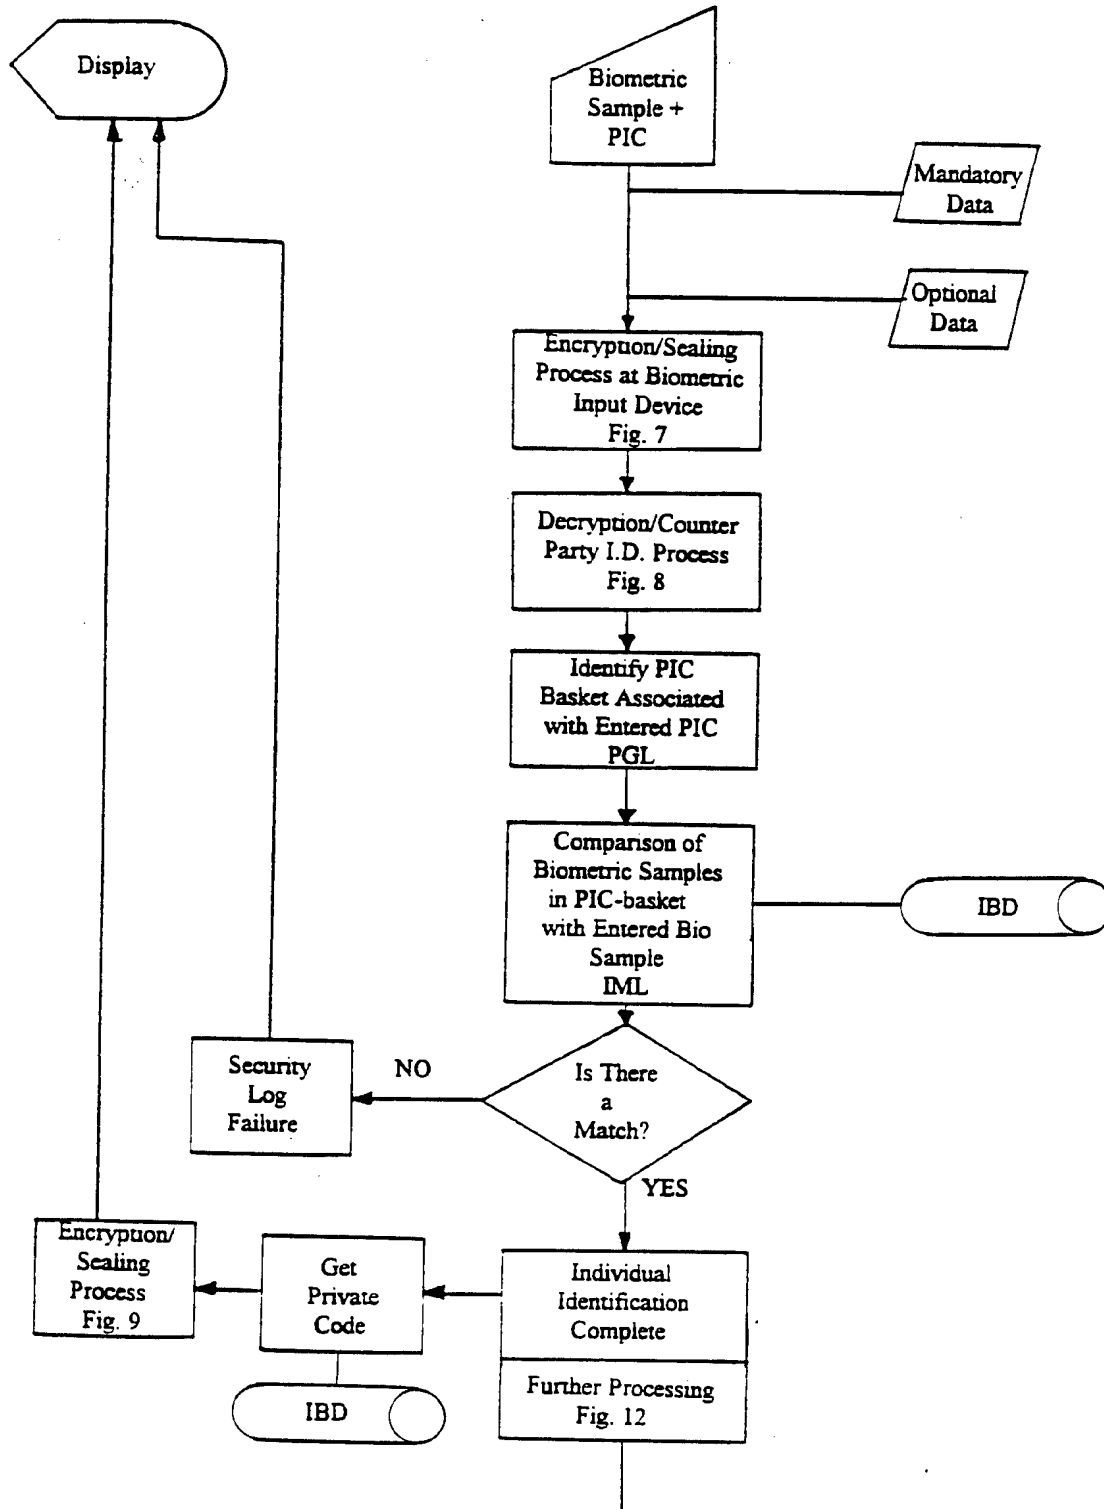 Display
Biometric
Sample +
PIC
Mandatory
Data
Optional
Data
Encryption/Sealing
Process at Biometric
Input Device
Fig. 7
Decryption/Counter
Party I.D. Process
Fig. 8
Identify PIC
Basket Associated
with Entered PIC
PGL
Comparison of
Biometric Samples
in PIC-basket
with Entered Bio
Sample
IML
IBD
Is There
a
Match?
NO
Security
Log
Failure
YES
Individual
Identification
Complete
Further Processing
Fig. 12
Get
Private
Code
IBD
Encryption/
Sealing
Process
Fig. 9